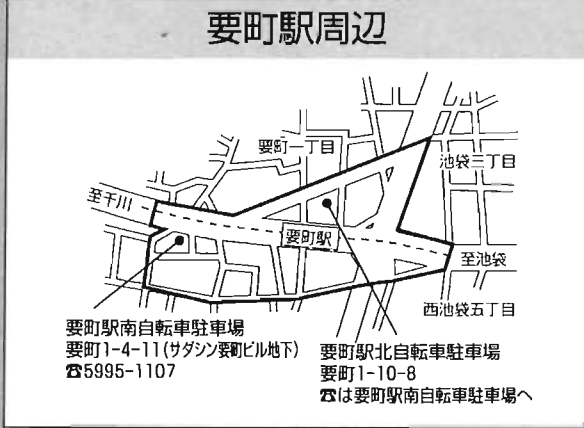 要町駅周辺
要町一丁目
池袋三丁目
至千川
要町駅
至池袋
西池袋五丁目
要町駅南自転車駐車場
要町1-4-11(サダシン要町ビル地下)
☎5995-1107
要町駅北自転車駐車場
要町1-10-8
☎は要町駅南自転車駐車場へ